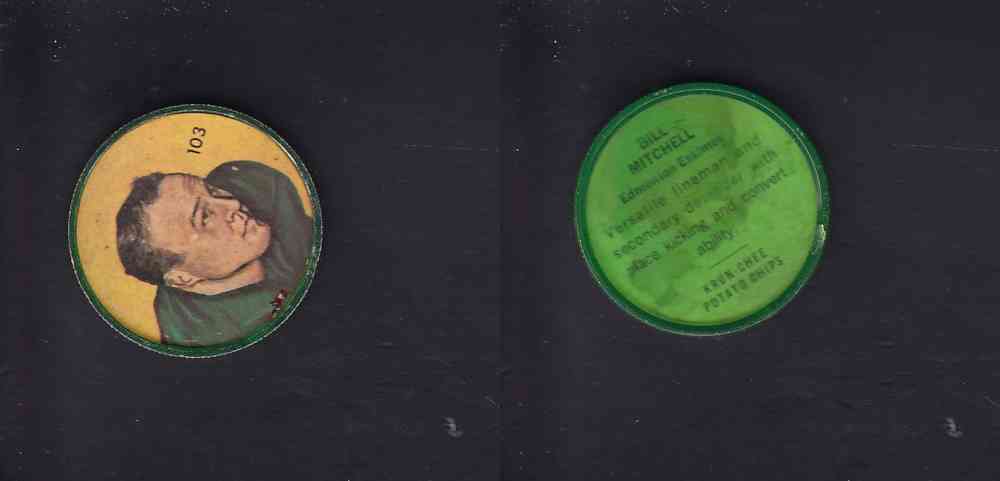 103
BILL
MITCHELL
Edmonton Eskimos
Versatile lineman and
secondary defender with
place kicking and convert
ability.
KRUN-CHEE
POTATO CHIPS